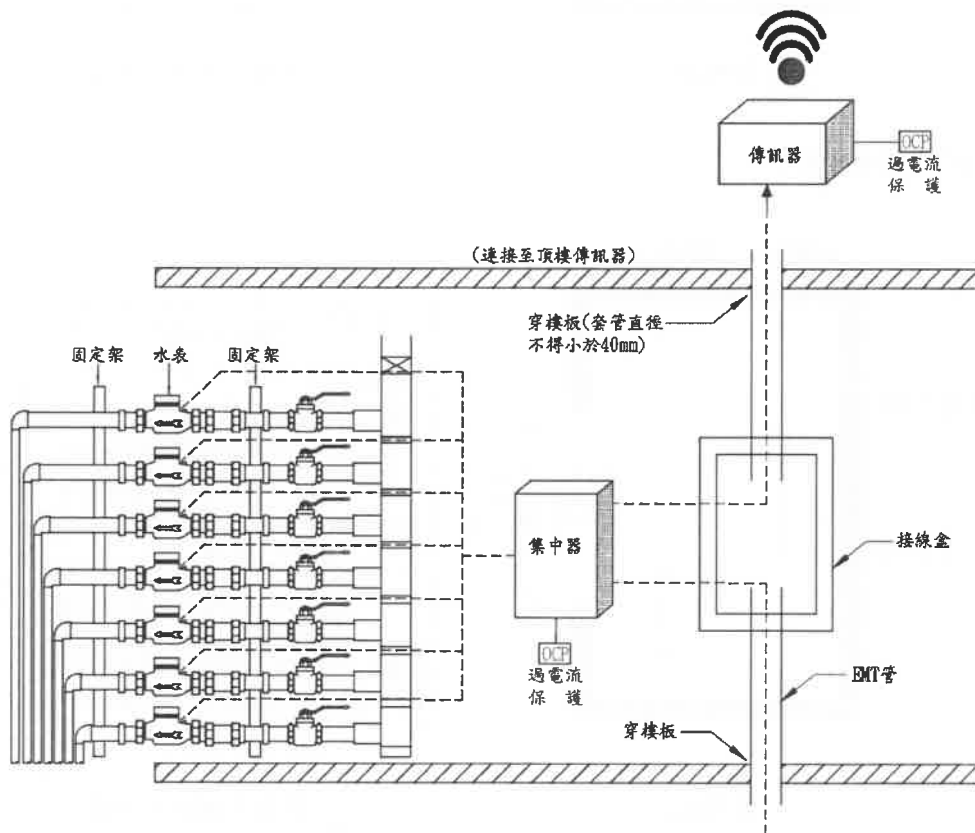 傳訊器
OCP
過電流
保護
(連接至頂樓傳訊器)
穿樓板(套管直徑
不得小於40mm)
固定架
水表
固定架
集中器
接線盒
OCP
過電流
保護
EMT管
穿樓板